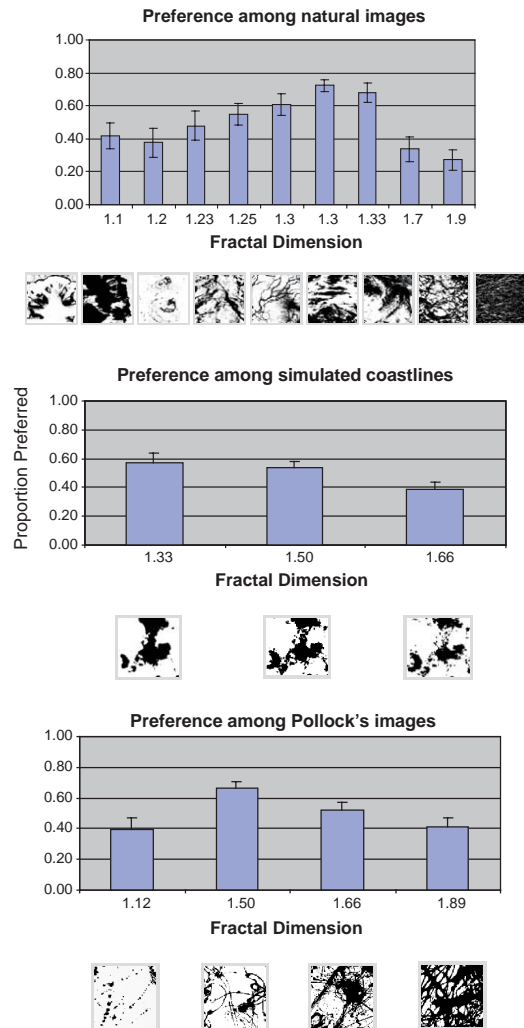 Preference among natural images
1.00
0.80
0.60
0.40
0.20
0.00
1.1 1.2 1.23 1.25 1.3 1.3 1.33 1.7 1.9
Fractal Dimension
Preference among simulated coastlines
Proportion Preferred
1.00
0.80
0.60
0.40
0.20
0.00
1.33 1.50 1.66
Fractal Dimension
Preference among Pollock's images
1.00
0.80
0.60
0.40
0.20
0.00
1.12 1.50 1.66 1.89
Fractal Dimension